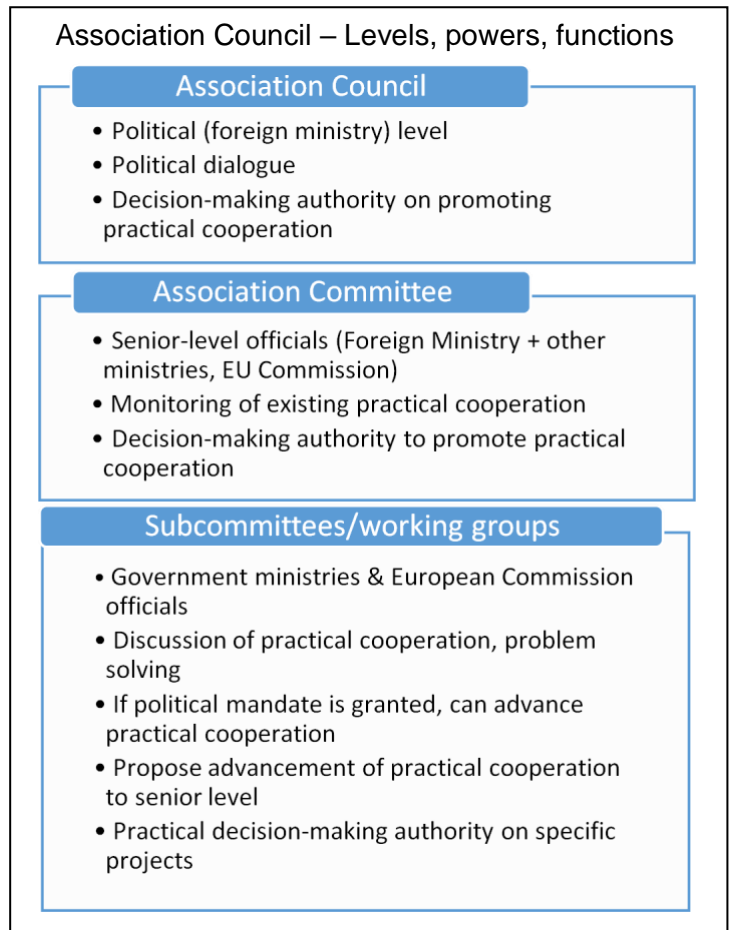 Association Council – Levels, powers, functions
Association Council
• Political (foreign ministry) level
• Political dialogue
• Decision-making authority on promoting
practical cooperation
Association Committee
• Senior-level officials (Foreign Ministry + other
ministries, EU Commission)
• Monitoring of existing practical cooperation
• Decision-making authority to promote practical
cooperation
Subcommittees/working groups
• Government ministries & European Commission
officials
• Discussion of practical cooperation, problem
solving
• If political mandate is granted, can advance
practical cooperation
• Propose advancement of practical cooperation
to senior level
• Practical decision-making authority on specific
projects